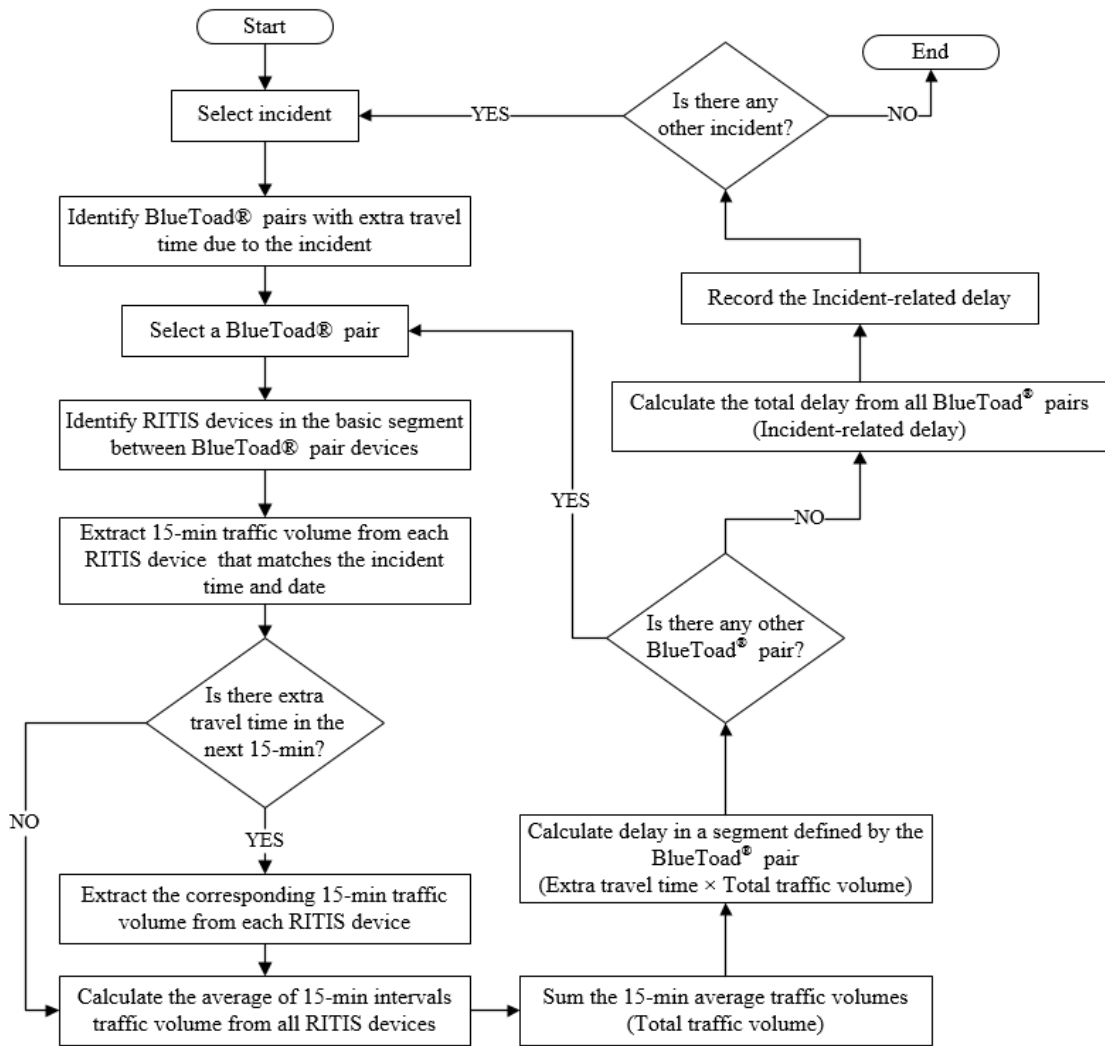 Start
Select incident
Identify BlueToad® pairs with extra travel
time due to the incident
Select a BlueToad® pair
Identify RITIS devices in the basic segment
between BlueToad® pair devices
Extract 15-min traffic volume from each
RITIS device that matches the incident
time and date
Is there extra
travel time in the
next 15-min?
NO
YES
Extract the corresponding 15-min traffic
volume from each RITIS device
Calculate the average of 15-min intervals
traffic volume from all RITIS devices
Sum the 15-min average traffic volumes
(Total traffic volume)
Calculate delay in a segment defined by the
BlueToad® pair
(Extra travel time × Total traffic volume)
Is there any other
BlueToad® pair?
YES
NO
Calculate the total delay from all BlueToad® pairs
(Incident-related delay)
Record the Incident-related delay
Is there any
other incident?
YES
NO
End